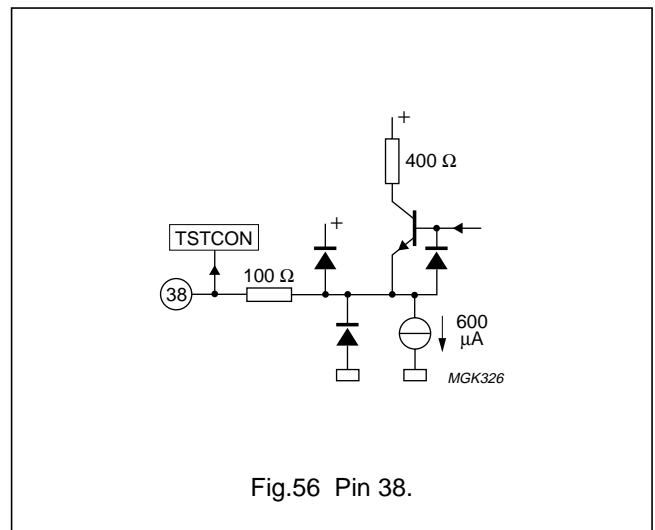 +
400 Ω
+
TSTCON
100 Ω
38
600
μA
MGK326
Fig.56 Pin 38.